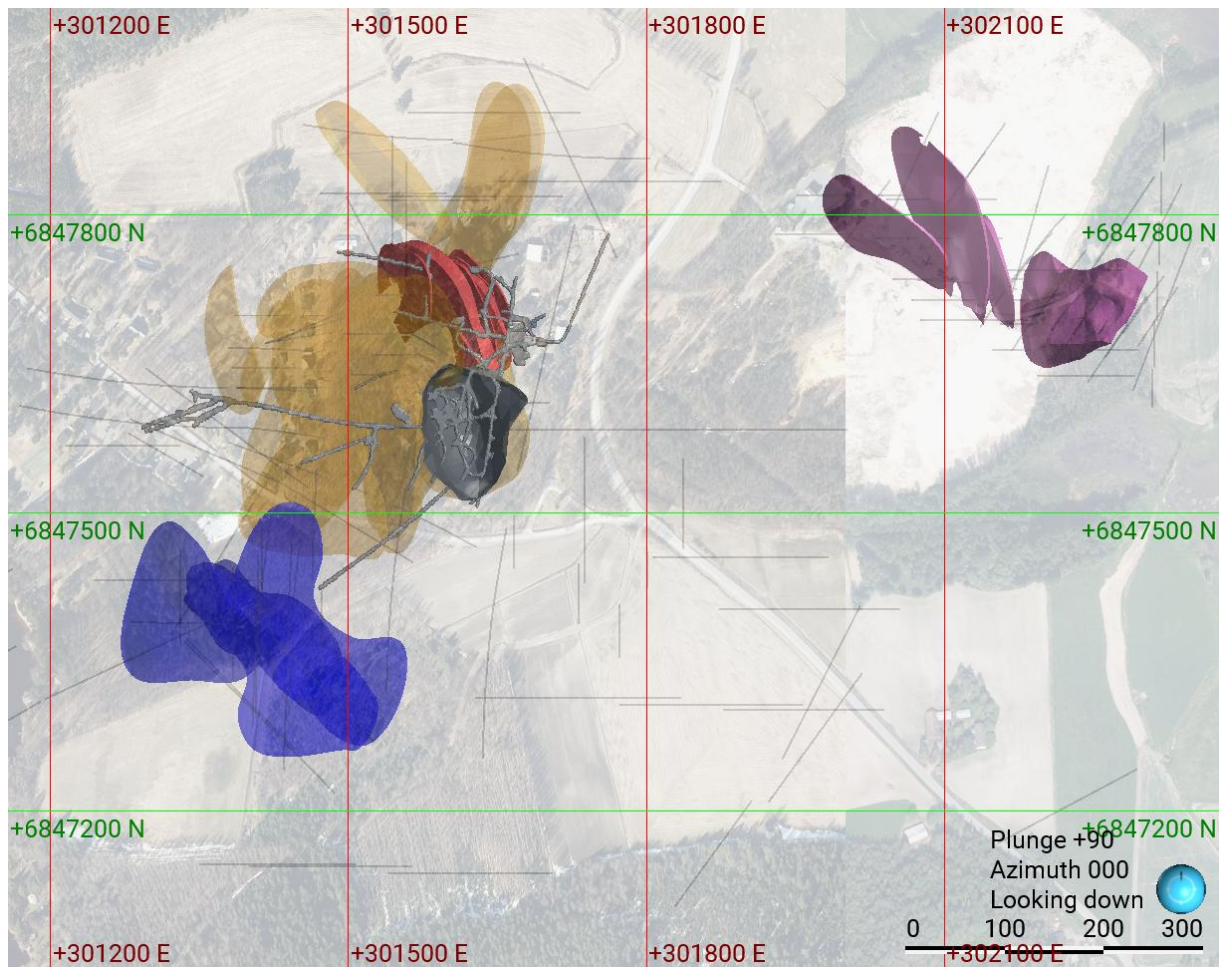 +301200 E
+301500 E
+301800 E
+302100 E
+6847800 N
+6847800 N
+6847500 N
+6847500 N
+6847200 N
+6847200 N
Plunge +90
Azimuth 000
Looking down
0 100 200 300
+301200 E
+301500 E
+301800 E
+302100 E